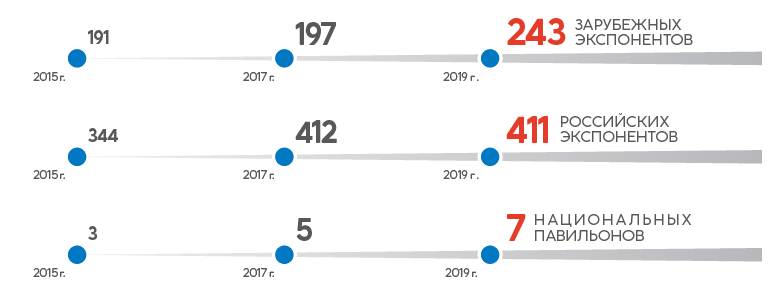 191
197
243 ЗАРУБЕЖНЫХ
ЭКСПОНЕНТОВ
2015 г. 2017 г. 2019 г.
344
412
411 РОССИЙСКИХ
ЭКСПОНЕНТОВ
2015 г. 2017 г. 2019 г.
3
5
7 НАЦИОНАЛЬНЫХ
ПАВИЛЬОНОВ
2015 г. 2017 г. 2019 г.